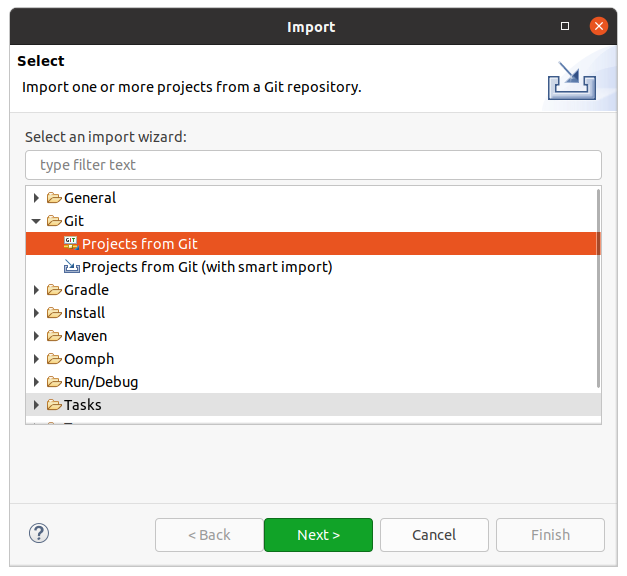 Import
Select
Import one or more projects from a Git repository.
Select an import wizard:
type filter text
General
Git
GIT
Projects from Git
Projects from Git (with smart import)
Gradle
Install
Maven
Oomph
Run/Debug
Tasks
?
< Back
Next >
Cancel
Finish